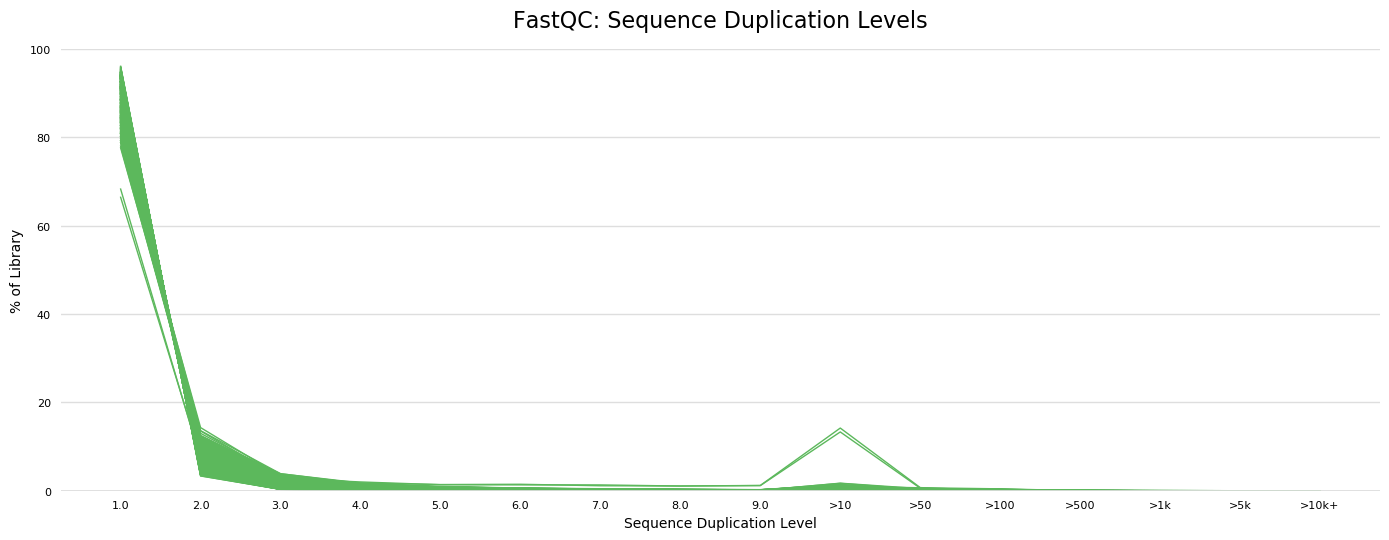 FastQC: Sequence Duplication Levels
100
80
60
40
20
0
% of Library
1.0 2.0 3.0 4.0 5.0 6.0 7.0 8.0 9.0 >10 >50 >100 >500 >1k >5k >10k+
Sequence Duplication Level